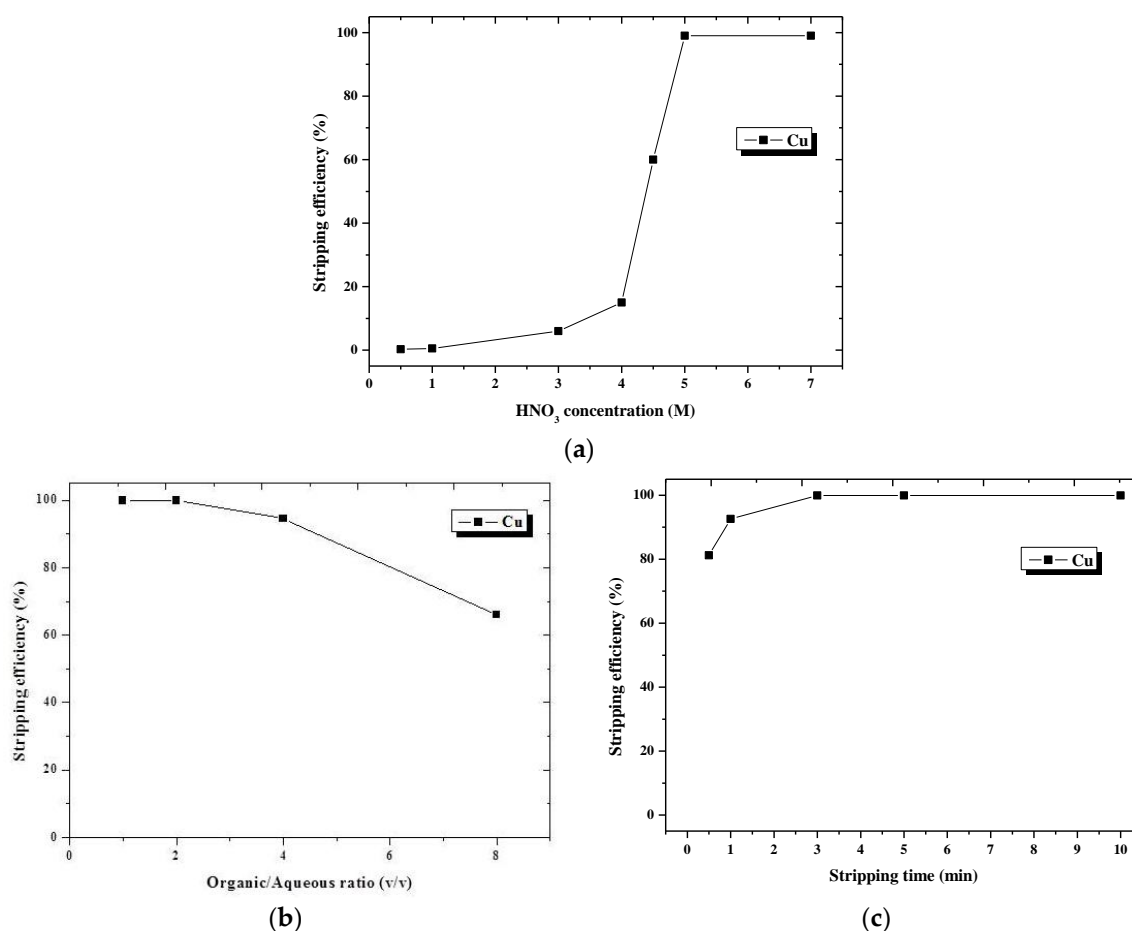 100
80
60
40
20
0
Stripping efficiency (%)
Cu
0 1 2 3 4 5 6 7
HNO3 concentration (M)
(a)
100
80
60
40
20
0
Stripping efficiency (%)
Cu
0 2 4 6 8
Organic/Aqueous ratio (v/v)
(b)
100
80
60
40
20
0
Stripping efficiency (%)
Cu
0 1 2 3 4 5 6 7 8 9 10
Stripping time (min)
(c)